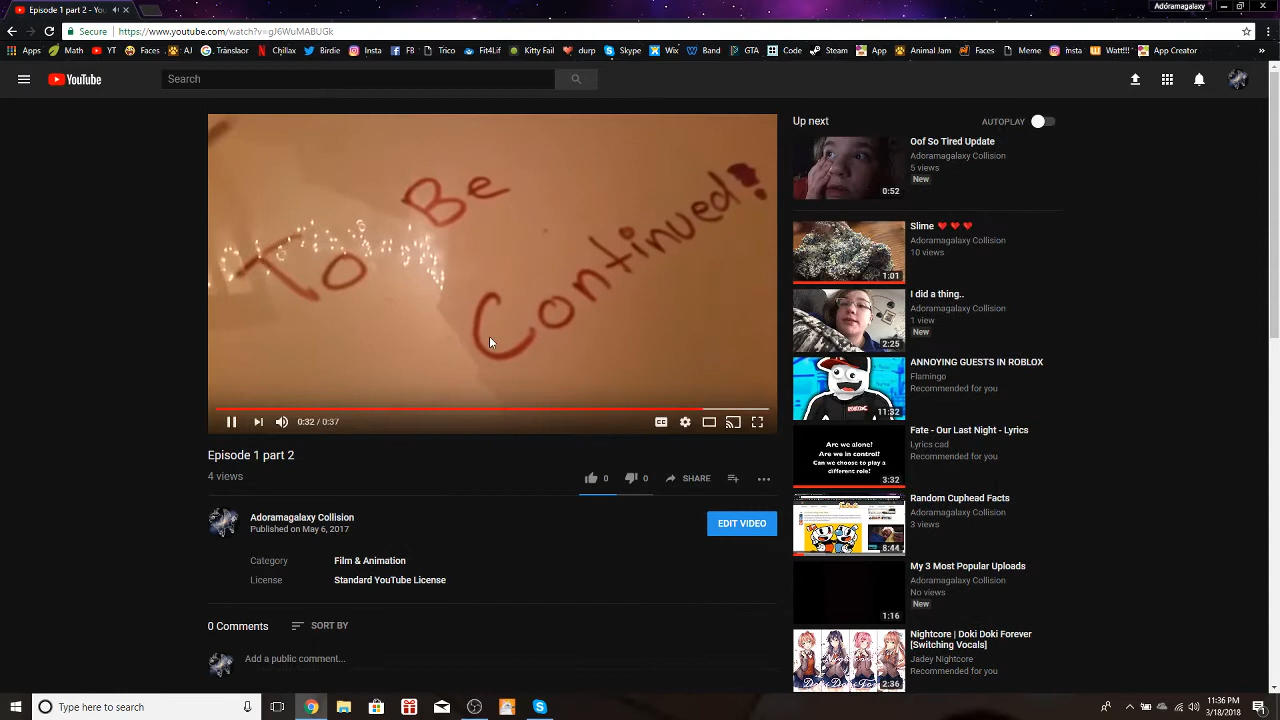 Episode 1 part 2 - You
Adoramagalaxy
Secure
https://www.youtube.com/watch?v=gJ6WuMABUGk
Apps Math YT Faces AJ Translaor Twitch Birdie Insta FB Trico Fit4Lif Kitty Fail durp Skype Wix Band GTA Code Steam App Animal Jam Faces Meme insta Watt!!! App Creator
YouTube
Search
To Be
Continued!
0:32 / 0:37
CC
Episode 1 part 2
4 views
0 0 SHARE
Adoramagalaxy Collision
Published on May 6, 2017
EDIT VIDEO
Category Film & Animation
License Standard YouTube License
0 Comments SORT BY
Add a public comment...
Up next AUTOPLAY
Oof So Tired Update
Adoramagalaxy Collision
5 views
New
0:52
Slime
Adoramagalaxy Collision
10 views
1:01
I did a thing..
Adoramagalaxy Collision
1 view
New
2:25
ANNOYING GUESTS IN ROBLOX
Flamingo
Recommended for you
11:32
Fate - Our Last Night - Lyrics
Lyrics cad
Recommended for you
Are we alone?
Are we in control?
Can we choose to play a
different role!
3:32
Random Cuphead Facts
Adoramagalaxy Collision
3 views
8:44
My 3 Most Popular Uploads
Adoramagalaxy Collision
No views
New
1:16
Nightcore | Doki Doki Forever
[Switching Vocals]
Jadey Nightcore
Recommended for you
2:36
Type here to search
11:36 PM
3/18/2018